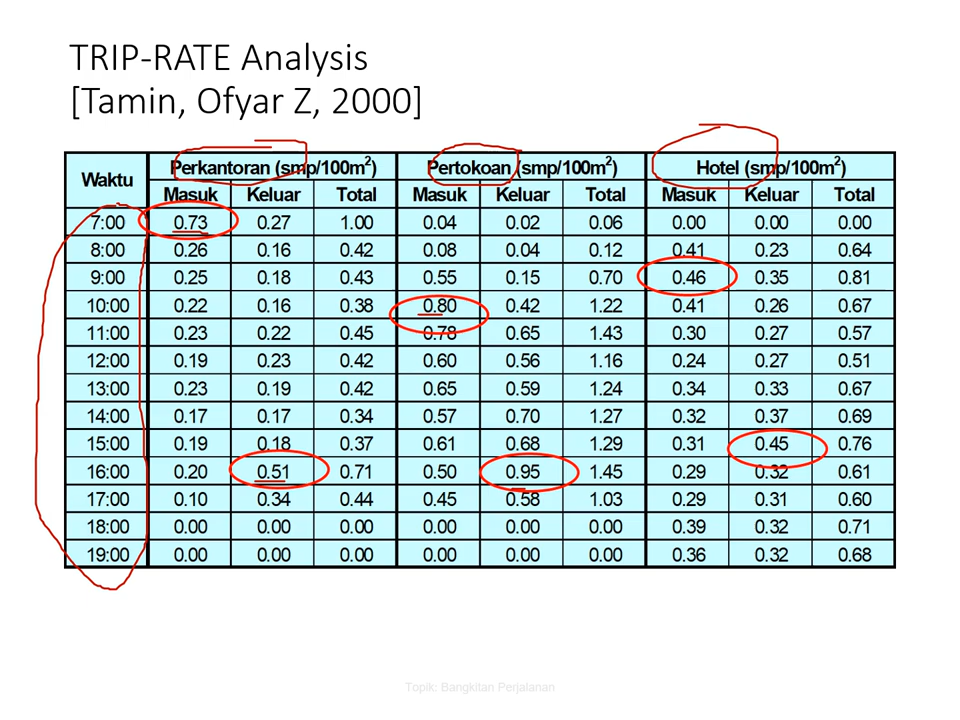 TRIP-RATE Analysis
[Tamin, Ofyar Z, 2000]
Waktu Perkantoran (smp/100m²) Pertokoan (smp/100m²) Hotel (smp/100m²)
Masuk Keluar Total Masuk Keluar Total Masuk Keluar Total
7:00 0.73 0.27 1.00 0.04 0.02 0.06 0.00 0.00 0.00
8:00 0.26 0.16 0.42 0.08 0.04 0.12 0.41 0.23 0.64
9:00 0.25 0.18 0.43 0.55 0.15 0.70 0.46 0.35 0.81
10:00 0.22 0.16 0.38 0.80 0.42 1.22 0.41 0.26 0.67
11:00 0.23 0.22 0.45 0.78 0.65 1.43 0.30 0.27 0.57
12:00 0.19 0.23 0.42 0.60 0.56 1.16 0.24 0.27 0.51
13:00 0.23 0.19 0.42 0.65 0.59 1.24 0.34 0.33 0.67
14:00 0.17 0.17 0.34 0.57 0.70 1.27 0.32 0.37 0.69
15:00 0.19 0.18 0.37 0.61 0.68 1.29 0.31 0.45 0.76
16:00 0.20 0.51 0.71 0.50 0.95 1.45 0.29 0.32 0.61
17:00 0.10 0.34 0.44 0.45 0.58 1.03 0.29 0.31 0.60
18:00 0.00 0.00 0.00 0.00 0.00 0.00 0.39 0.32 0.71
19:00 0.00 0.00 0.00 0.00 0.00 0.00 0.36 0.32 0.68
Topik: Bangkitan Perjalanan